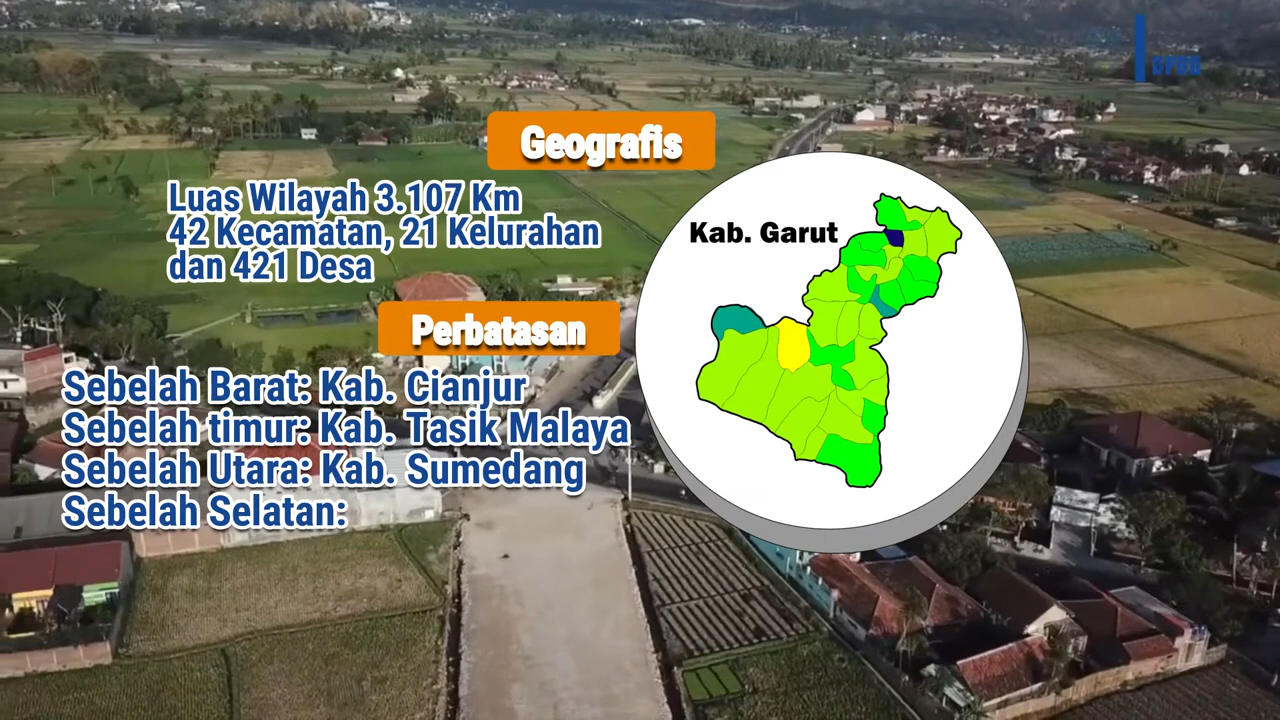 Geografis
Luas Wilayah 3.107 Km
42 Kecamatan, 21 Kelurahan
dan 421 Desa
Kab. Garut
Perbatasan
Sebelah Barat: Kab. Cianjur
Sebelah timur: Kab. Tasik Malaya
Sebelah Utara: Kab. Sumedang
Sebelah Selatan: